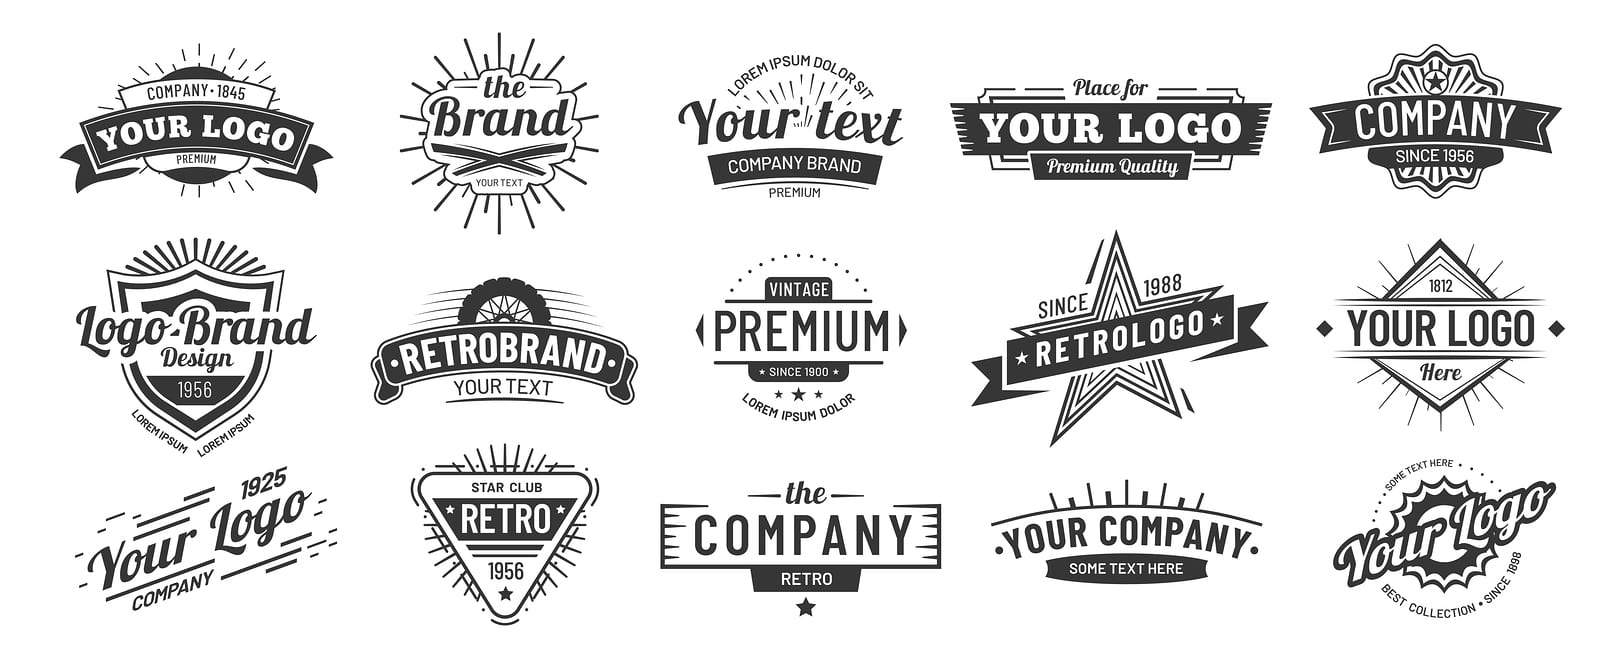 COMPANY • 1845
YOUR LOGO
PREMIUM
the
Brand
YOUR TEXT
LOREM IPSUM DOLOR SIT
Your text
COMPANY BRAND
PREMIUM
Place for
YOUR LOGO
Premium Quality
COMPANY
SINCE 1956
Logo-Brand
Design
1956
LOREM IPSUM LOREM IPSUM
•RETROBRAND•
YOUR TEXT
VINTAGE
PREMIUM
★ SINCE 1900 ★
LOREM IPSUM DOLOR
SINCE 1988
★ RETROLOGO ★
1812
YOUR LOGO
Here
1925
Your Logo
COMPANY
STAR CLUB
★ RETRO ★
1956
the
COMPANY
RETRO
•YOUR COMPANY•
SOME TEXT HERE
SOME TEXT HERE
Your Logo
BEST COLLECTION • SINCE 1898